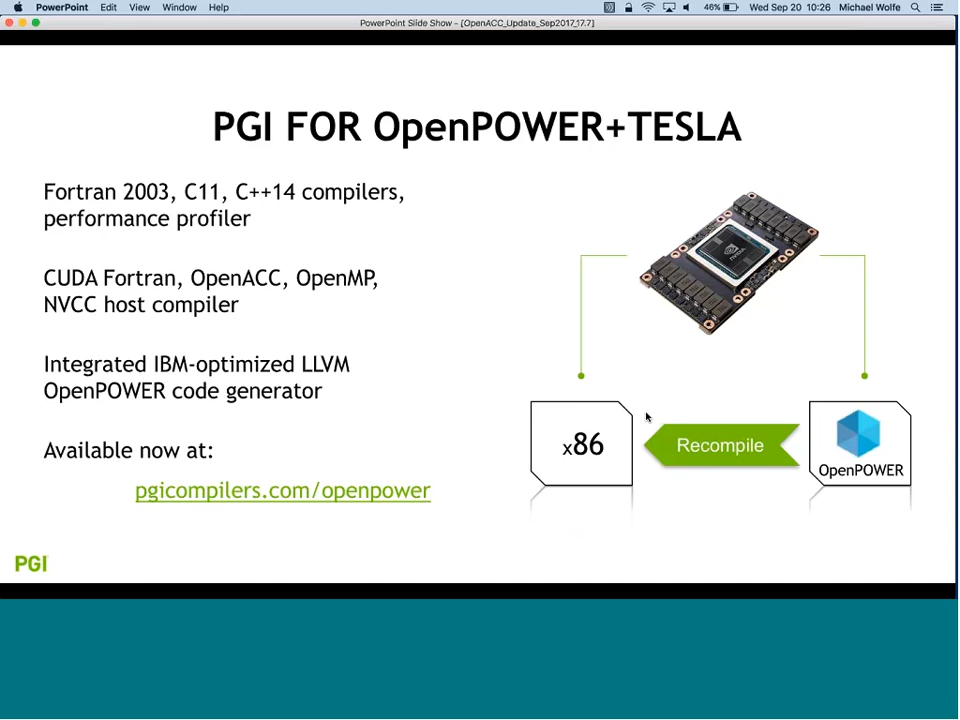 PowerPoint Edit View Window Help 46% Wed Sep 20 10:26 Michael Wolfe
PowerPoint Slide Show - [OpenACC_Update_Sep2017_17.7]
PGI FOR OpenPOWER+TESLA
Fortran 2003, C11, C++14 compilers,
performance profiler
CUDA Fortran, OpenACC, OpenMP,
NVCC host compiler
Integrated IBM-optimized LLVM
OpenPOWER code generator
Available now at:
pgicompilers.com/openpower
x86
Recompile
OpenPOWER
PGI